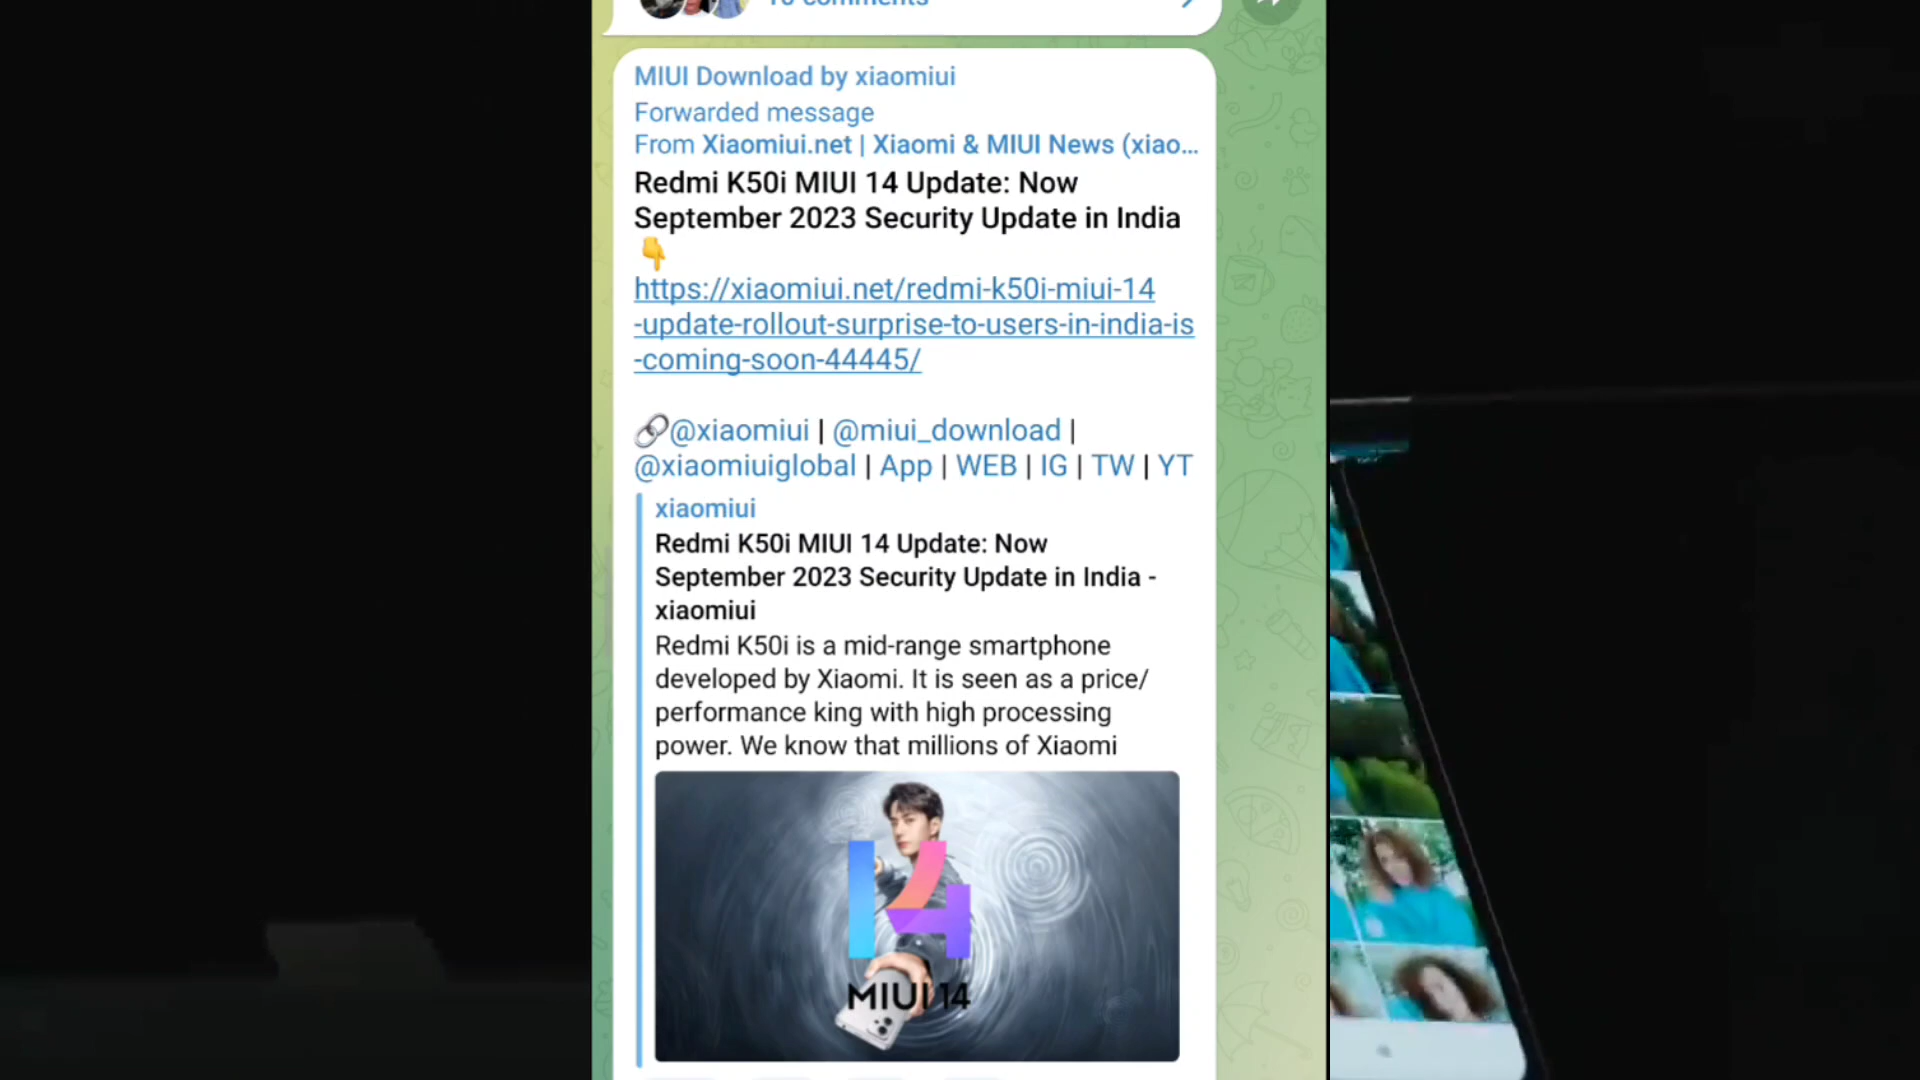 10 comments
MIUI Download by xiaomiui
Forwarded message
From Xiaomiui.net | Xiaomi & MIUI News (xiao...
Redmi K50i MIUI 14 Update: Now
September 2023 Security Update in India
👇
https://xiaomiui.net/redmi-k50i-miui-14
-update-rollout-surprise-to-users-in-india-is
-coming-soon-44445/
🔗@xiaomiui | @miui_download |
@xiaomiuiglobal | App | WEB | IG | TW | YT
xiaomiui
Redmi K50i MIUI 14 Update: Now
September 2023 Security Update in India -
xiaomiui
Redmi K50i is a mid-range smartphone
developed by Xiaomi. It is seen as a price/
performance king with high processing
power. We know that millions of Xiaomi
14
MIUI 14